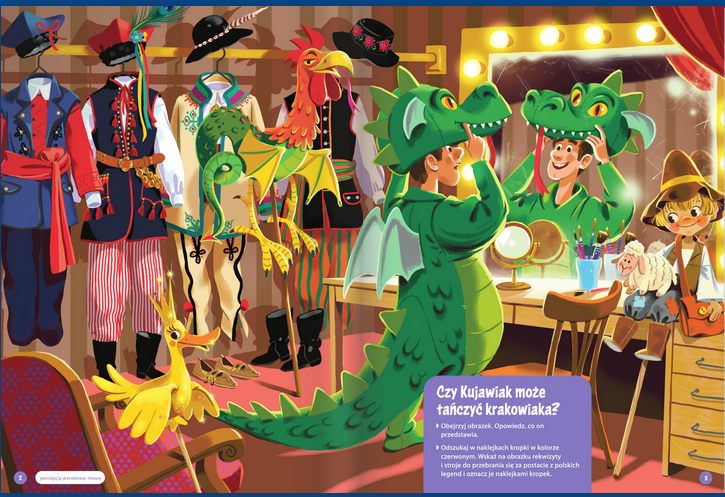 Czy Kujawiak może
tańczyć krakowiaka?
Obejrzyj obrazek. Opowiedz, co on
przedstawia.
Odszukaj w naklejkach kropki w kolorze
czerwonym. Wskaż na obrazku rekwizyty
i stroje do przebrania się za postacie z polskich
legend i oznacz je naklejkami kropek.
2
percepcja wzrokowa, mowa
3